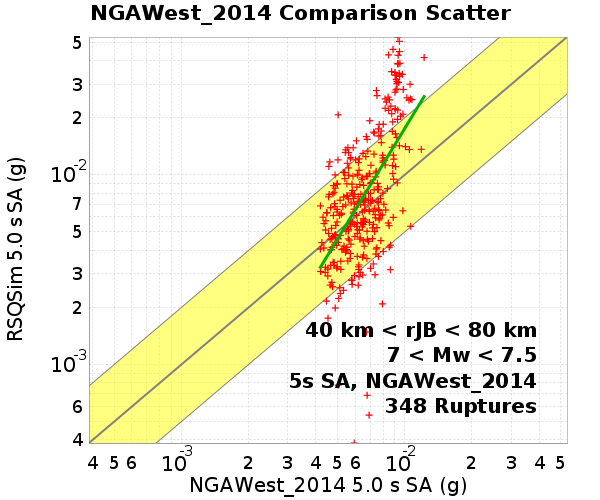 NGAWest_2014 Comparison Scatter
5
3
2
10-2
7
5
3
2
10-3
6
4
RSQSim 5.0 s SA (g)
40 km < rJB < 80 km
7 < Mw < 7.5
5s SA, NGAWest_2014
348 Ruptures
4 5 6 10-3 2 3 4 5 6 10-2 2 3 4 5
NGAWest_2014 5.0 s SA (g)